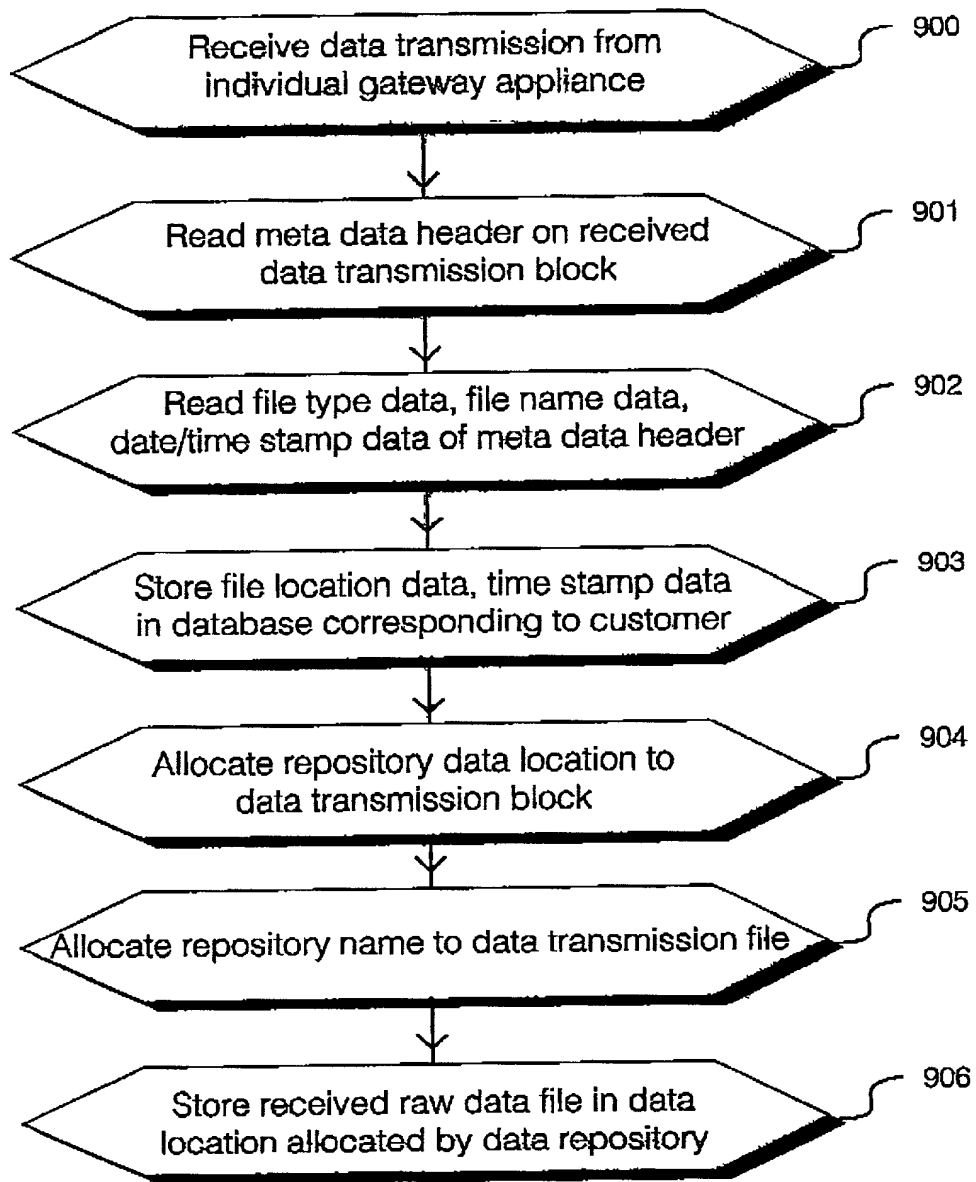 Receive data transmission from
individual gateway appliance
900
Read meta data header on received
data transmission block
901
Read file type data, file name data,
date/time stamp data of meta data header
902
Store file location data, time stamp data
in database corresponding to customer
903
Allocate repository data location to
data transmission block
904
Allocate repository name to data transmission file
905
Store received raw data file in data
location allocated by data repository
906